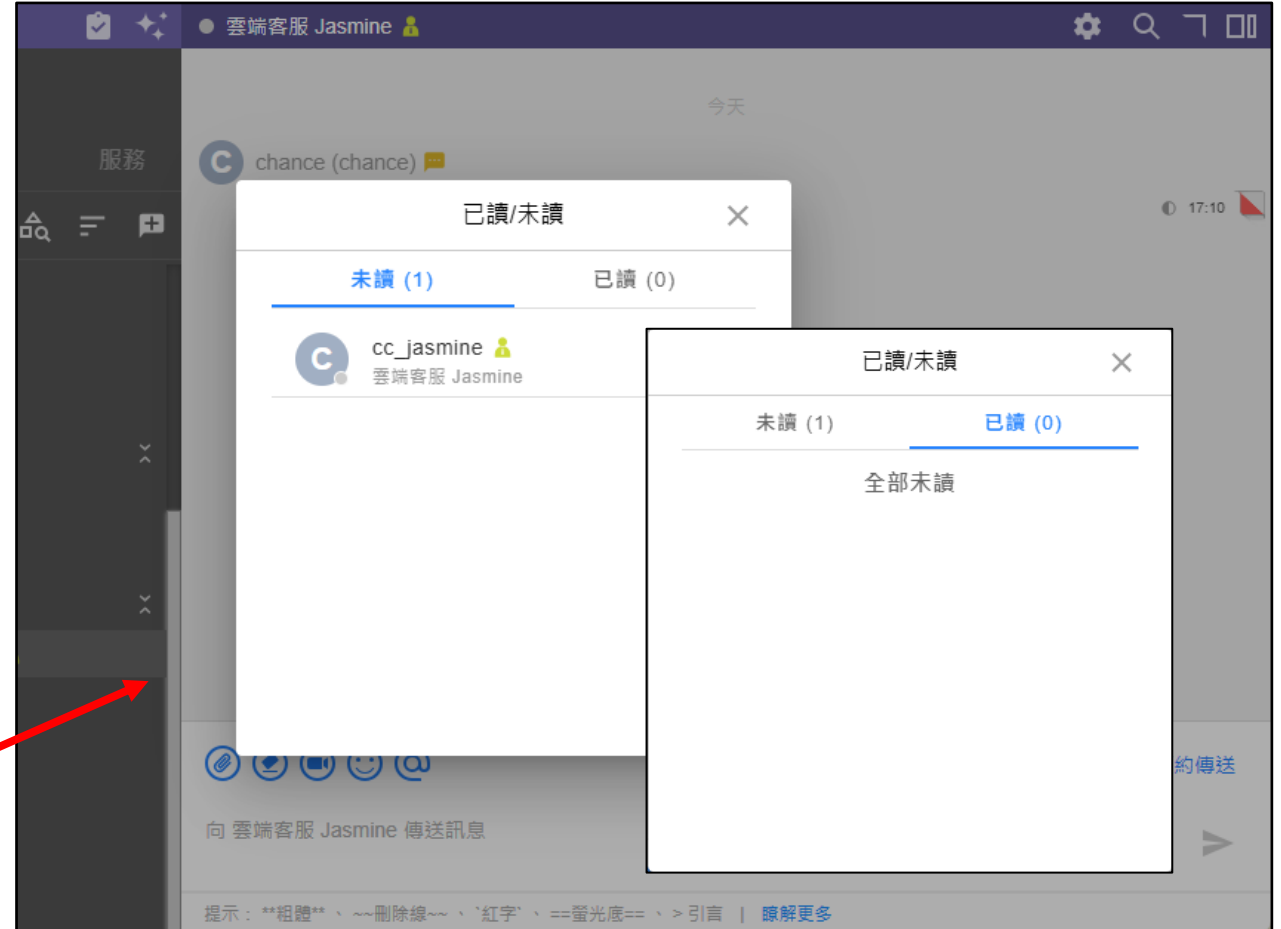 雲端客服 Jasmine
今天
服務
C chance (chance)
17:10
已讀/未讀
未讀 (1) 已讀 (0)
C cc_jasmine
雲端客服 Jasmine
已讀/未讀
未讀 (1) 已讀 (0)
全部未讀
約傳送
向 雲端客服 Jasmine 傳送訊息
提示： **粗體** 、 ~~刪除線~~ 、 `紅字` 、 ==螢光底== 、 > 引言 | 瞭解更多